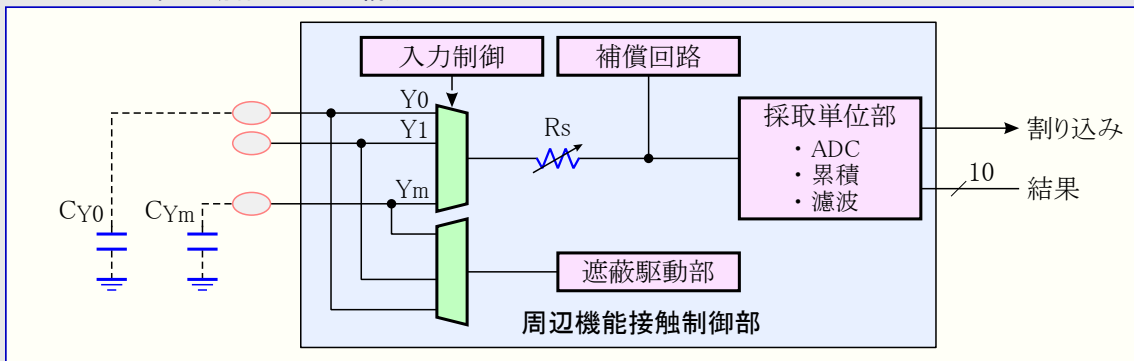 入力制御
補償回路
Y0
Y1
Ym
Rs
採取単位部
・ADC
・累積
・濾波
割り込み
10
結果
CY0
CYm
遮蔽駆動部
周辺機能接触制御部